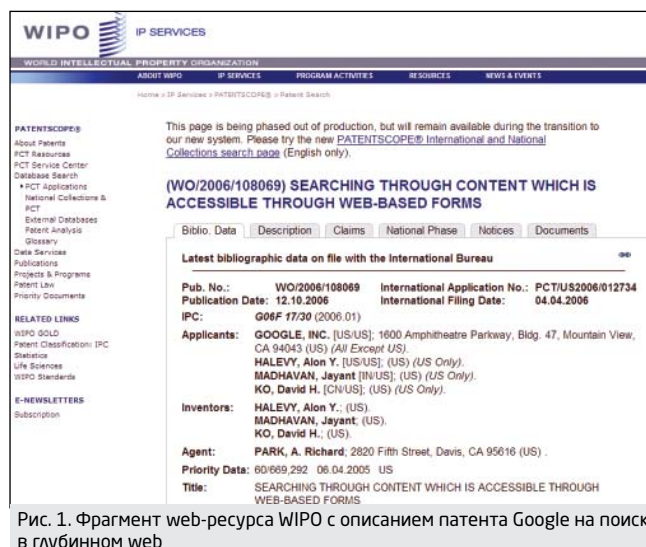 WIPO
IP SERVICES
WORLD INTELLECTUAL PROPERTY ORGANIZATION
ABOUT WIPO IP SERVICES PROGRAM ACTIVITIES RESOURCES NEWS & EVENTS
Home > IP Services > PATENTSCOPE® > Patent Search
PATENTSCOPE®
About Patents
PCT Resources
PCT Service Center
Database Search
PCT Applications
National Collections & PCT
External Databases
Patent Analysis
Glossary
Data Services
Publications
Projects & Programs
Patent Law
Priority Documents
RELATED LINKS
WIPO GOLD
Patent Classification: IPC
Statistics
Life Sciences
WIPO Standards
E-NEWSLETTERS
Subscription
This page is being phased out of production, but will remain available during the transition to
our new system. Please try the new PATENTSCOPE® International and National
Collections search page (English only).
(WO/2006/108069) SEARCHING THROUGH CONTENT WHICH IS
ACCESSIBLE THROUGH WEB-BASED FORMS
Biblio. Data Description Claims National Phase Notices Documents
Latest bibliographic data on file with the International Bureau
Pub. No.: WO/2006/108069 International Application No.: PCT/US2006/012734
Publication Date: 12.10.2006 International Filing Date: 04.04.2006
IPC: G06F 17/30 (2006.01)
Applicants: GOOGLE, INC. [US/US]; 1600 Amphitheatre Parkway, Bldg. 47, Mountain View,
CA 94043 (US) (All Except US).
HALEVY, Alon Y. [US/US]; (US) (US Only).
MADHAVAN, Jayant [IN/US]; (US) (US Only).
KO, David H. [CN/US]; (US) (US Only).
Inventors: HALEVY, Alon Y.; (US).
MADHAVAN, Jayant; (US).
KO, David H.; (US).
Agent: PARK, A. Richard; 2820 Fifth Street, Davis, CA 95616 (US) .
Priority Data: 60/669,292 06.04.2005 US
Title: SEARCHING THROUGH CONTENT WHICH IS ACCESSIBLE THROUGH
WEB-BASED FORMS
Рис. 1. Фрагмент web-ресурса WIPO с описанием патента Google на поиск
в глубинном web